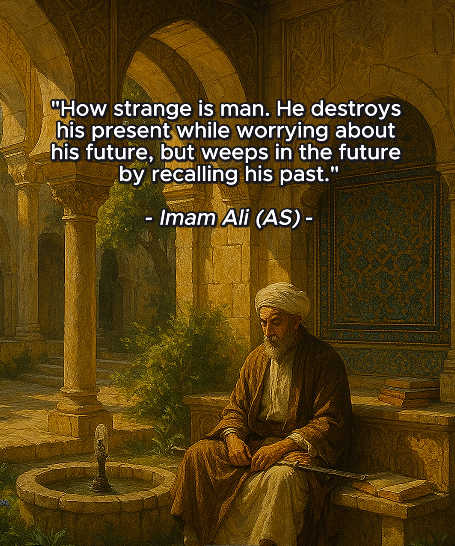 "How strange is man. He destroys
his present while worrying about
his future, but weeps in the future
by recalling his past."
- Imam Ali (AS) -